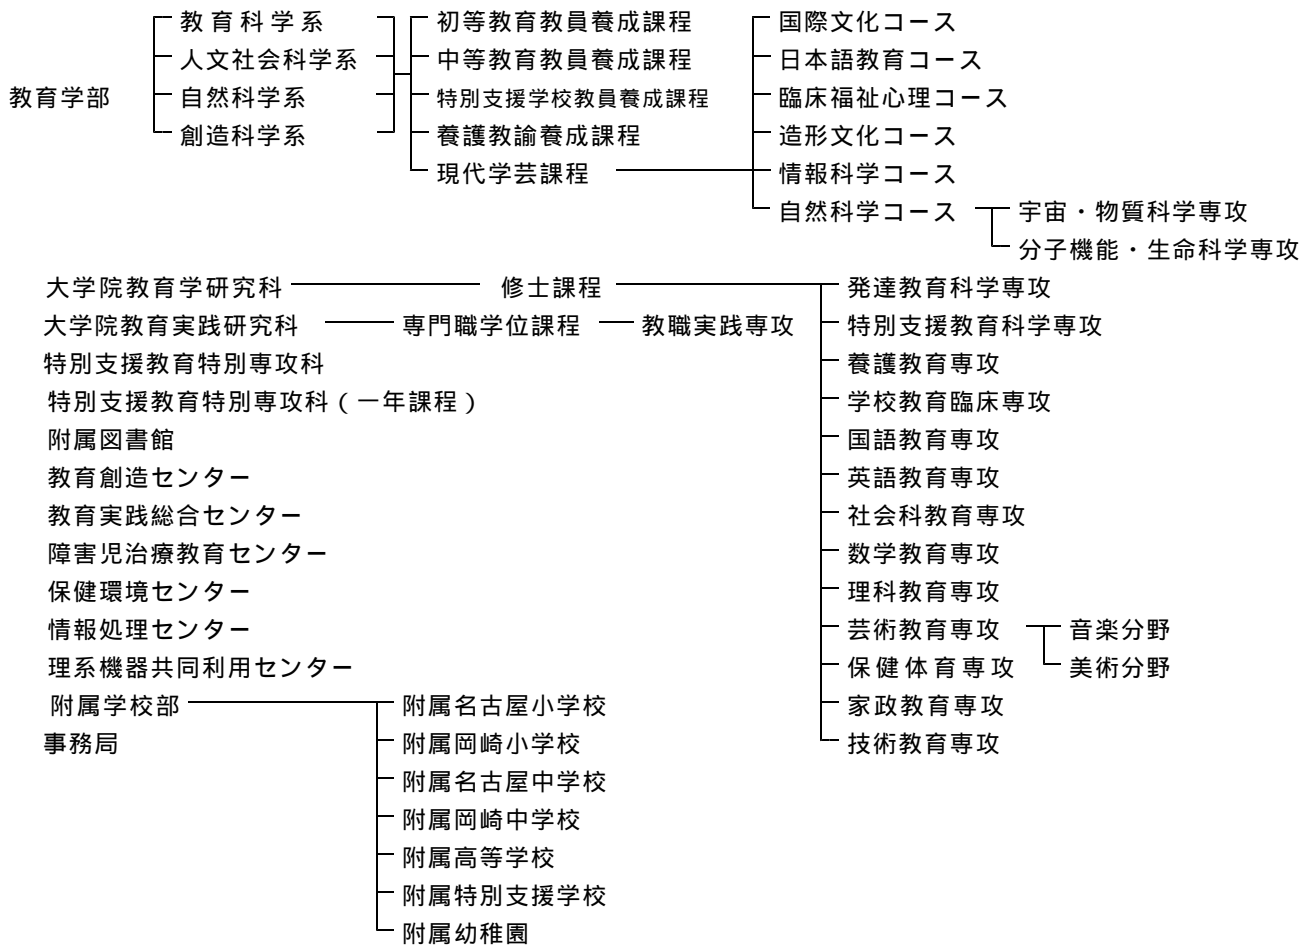 教育科学系 初等教育教員養成課程 国際文化コース
人文社会科学系 中等教育教員養成課程 日本語教育コース
教育学部 自然科学系 特別支援学校教員養成課程 臨床福祉心理コース
創造科学系 養護教諭養成課程 造形文化コース
現代学芸課程 情報科学コース
自然科学コース 宇宙・物質科学専攻
分子機能・生命科学専攻
大学院教育学研究科 修士課程 発達教育科学専攻
大学院教育実践研究科 専門職学位課程 教職実践専攻 特別支援教育科学専攻
特別支援教育特別専攻科 養護教育専攻
特別支援教育特別専攻科(一年課程) 学校教育臨床専攻
附属図書館 国語教育専攻
教育創造センター 英語教育専攻
教育実践総合センター 社会科教育専攻
障害児治療教育センター 数学教育専攻
保健環境センター 理科教育専攻
情報処理センター 芸術教育専攻 音楽分野
理系機器共同利用センター 保健体育専攻 美術分野
附属学校部 附属名古屋小学校 家政教育専攻
事務局 附属岡崎小学校 技術教育専攻
附属名古屋中学校
附属岡崎中学校
附属高等学校
附属特別支援学校
附属幼稚園